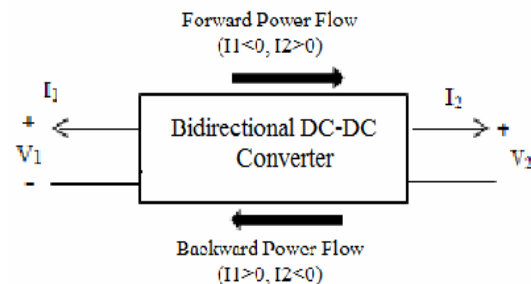 Forward Power Flow
(I1<0, I2>0)
I1
I2
+
V1
-
Bidirectional DC-DC
Converter
+
V2
Backward Power Flow
(I1>0, I2<0)